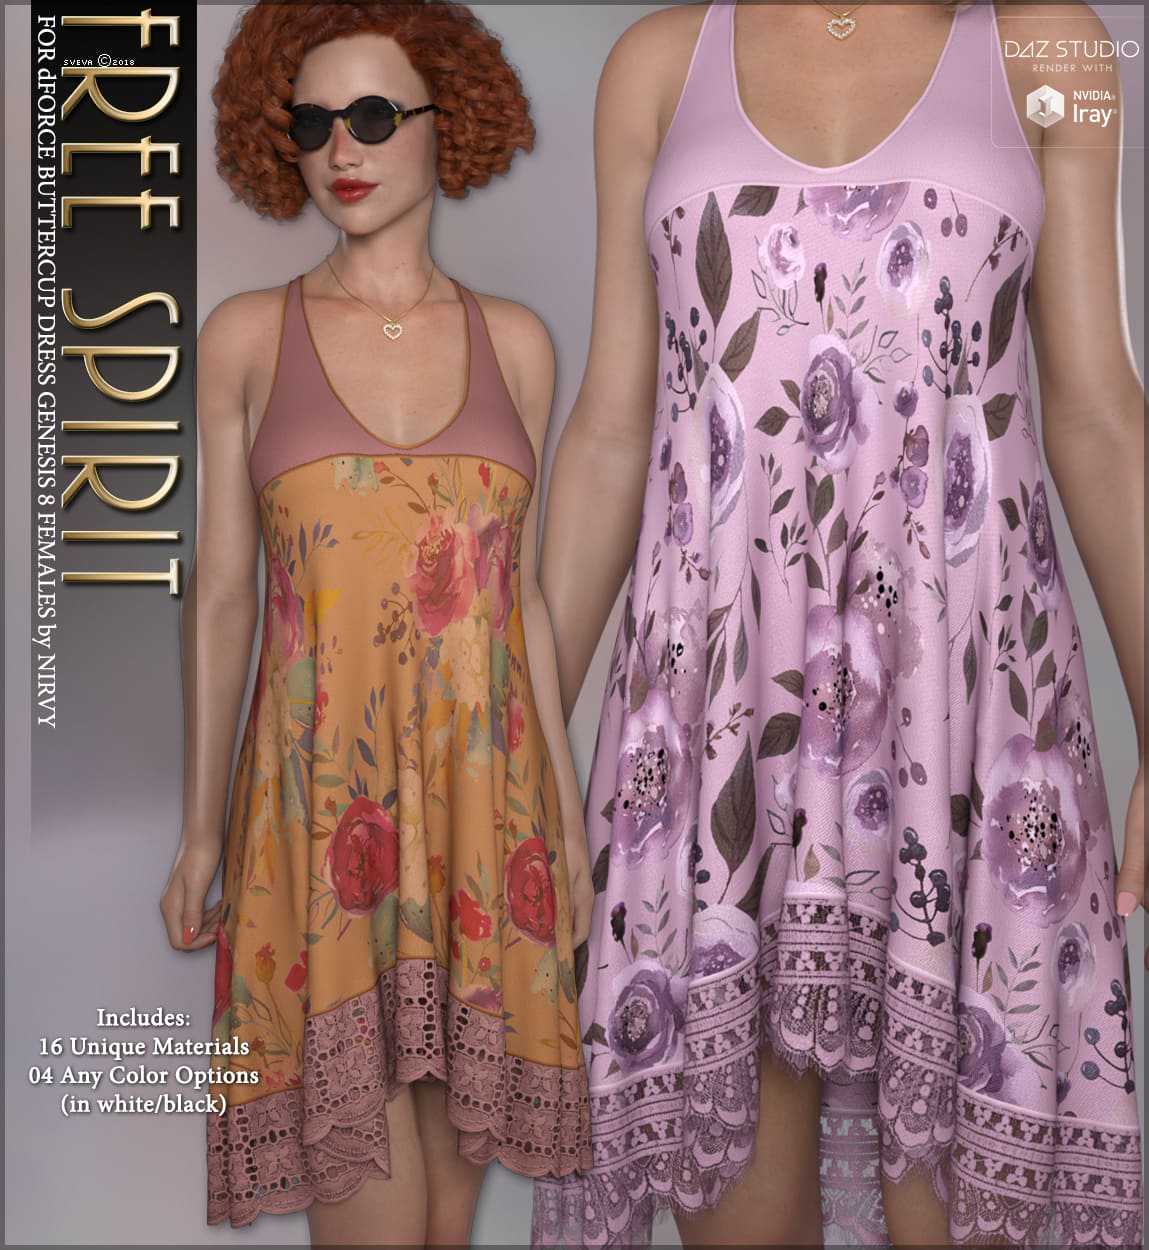 FREE SPIRIT
SVEVA ©2018
FOR dFORCE BUTTERCUP DRESS GENESIS 8 FEMALES by NIRVY
DAZ STUDIO
RENDER WITH
NVIDIA®
Iray®
Includes:
16 Unique Materials
04 Any Color Options
(in white/black)